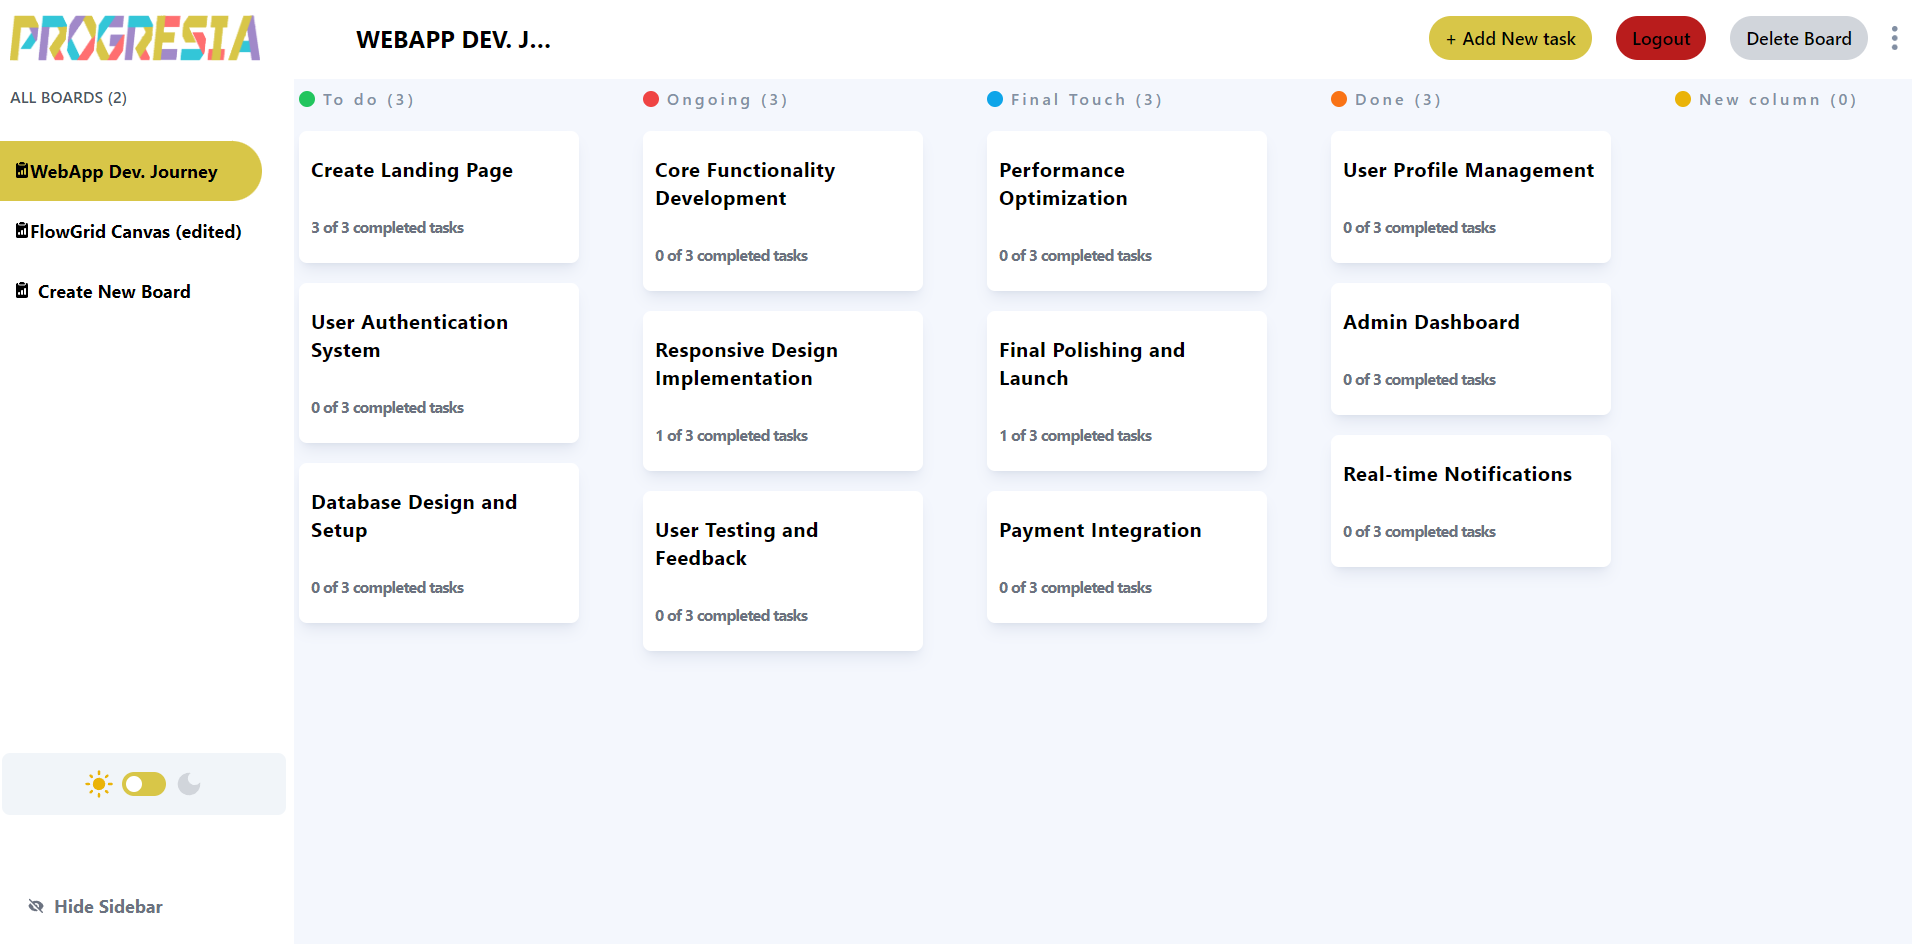 PROGRESIA
WEBAPP DEV. J...
+ Add New task
Logout
Delete Board
ALL BOARDS (2)
WebApp Dev. Journey
FlowGrid Canvas (edited)
Create New Board
To do (3)
Create Landing Page
3 of 3 completed tasks
User Authentication
System
0 of 3 completed tasks
Database Design and
Setup
0 of 3 completed tasks
Ongoing (3)
Core Functionality
Development
0 of 3 completed tasks
Responsive Design
Implementation
1 of 3 completed tasks
User Testing and
Feedback
0 of 3 completed tasks
Final Touch (3)
Performance
Optimization
0 of 3 completed tasks
Final Polishing and
Launch
1 of 3 completed tasks
Payment Integration
0 of 3 completed tasks
Done (3)
User Profile Management
0 of 3 completed tasks
Admin Dashboard
0 of 3 completed tasks
Real-time Notifications
0 of 3 completed tasks
New column (0)
Hide Sidebar